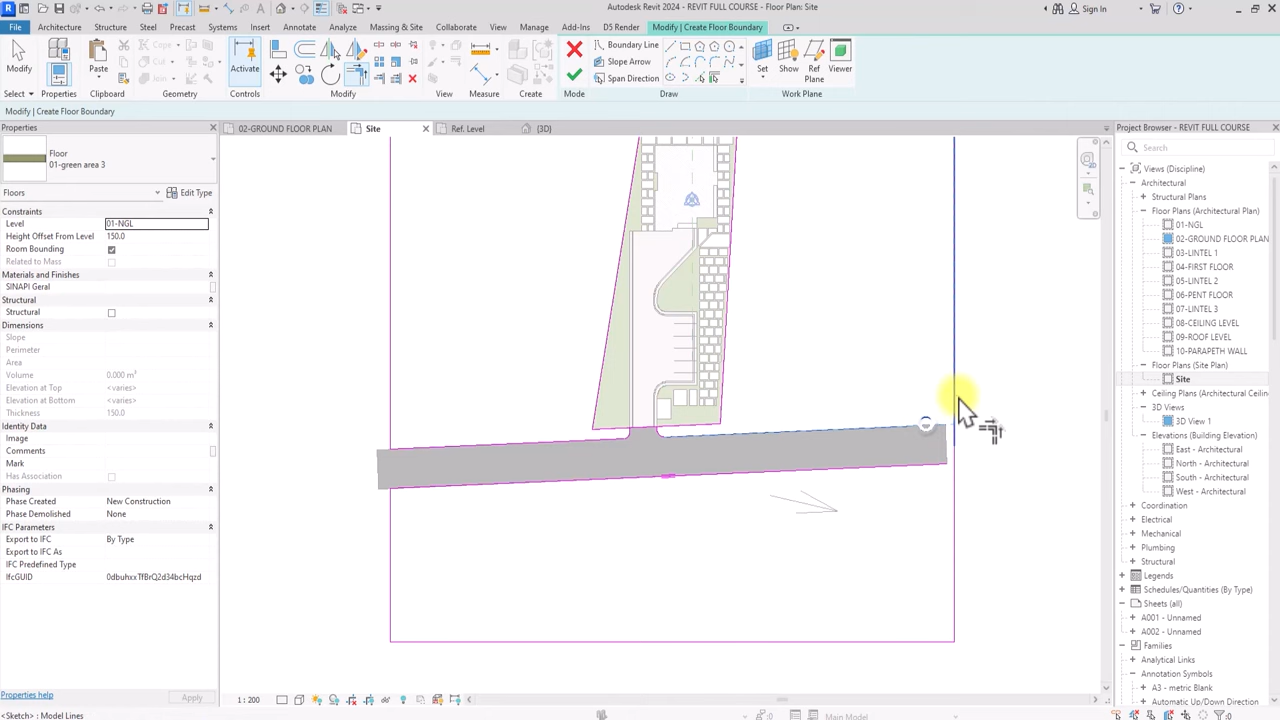 Autodesk Revit 2024 - REVIT FULL COURSE - Floor Plan: Site
Sign In
File
Architecture
Structure
Steel
Precast
Systems
Insert
Annotate
Analyze
Massing & Site
Collaborate
View
Manage
Add-Ins
D5 Render
Modify | Create Floor Boundary
Modify
Paste
Cope
Cut
Join
Activate
Boundary Line
Slope Arrow
Span Direction
Set
Show
Ref
Plane
Viewer
Select
Properties
Clipboard
Geometry
Controls
Modify
View
Measure
Create
Mode
Draw
Work Plane
Modify | Create Floor Boundary
Properties
02-GROUND FLOOR PLAN
Site
Ref. Level
(3D)
Floor
01-green area 3
Floors
Edit Type
Constraints
Level 01-NGL
Height Offset From Level 150.0
Room Bounding
Related to Mass
Materials and Finishes
SINAPI Geral
Structural
Structural
Dimensions
Slope
Perimeter
Area
Volume 0.000 m³
Elevation at Top <varies>
Elevation at Bottom <varies>
Thickness 150.0
Identity Data
Image
Comments
Mark
Has Association
Phasing
Phase Created New Construction
Phase Demolished None
IFC Parameters
Export to IFC By Type
Export to IFC As
IFC Predefined Type
IfcGUID 0dbuhxxTfBrQ2d34bcHqzd
Properties help
Apply
Project Browser - REVIT FULL COURSE
Search
Views (Discipline)
Architectural
Structural Plans
Floor Plans (Architectural Plan)
01-NGL
02-GROUND FLOOR PLAN
03-LINTEL 1
04-FIRST FLOOR
05-LINTEL 2
06-PENT FLOOR
07-LINTEL 3
08-CEILING LEVEL
09-ROOF LEVEL
10-PARAPETH WALL
Floor Plans (Site Plan)
Site
Ceiling Plans (Architectural Ceilin
3D Views
3D View 1
Elevations (Building Elevation)
East - Architectural
North - Architectural
South - Architectural
West - Architectural
Coordination
Electrical
Mechanical
Plumbing
Structural
Legends
Schedules/Quantities (By Type)
Sheets (all)
A001 - Unnamed
A002 - Unnamed
Families
Analytical Links
Annotation Symbols
A3 - metric Blank
1 : 200
<Sketch> : Model Lines
:0
Main Model
:0